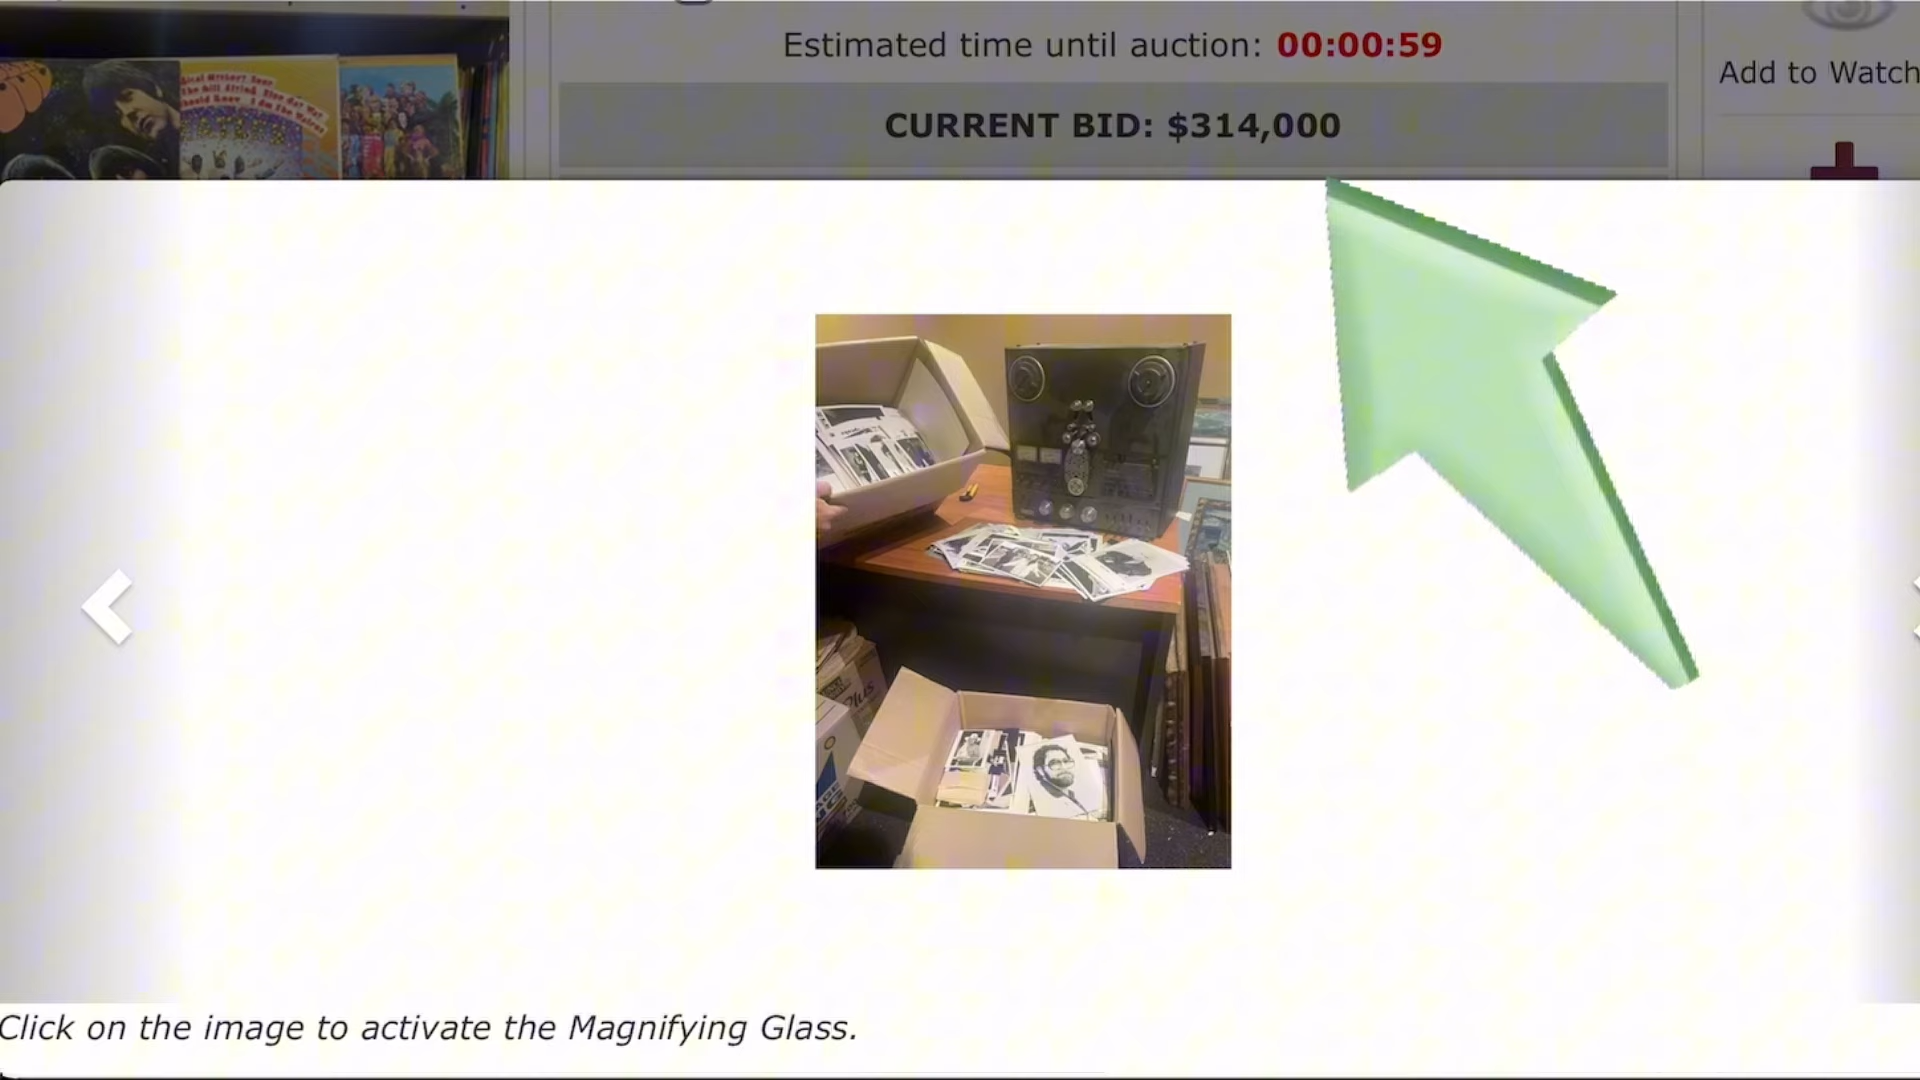 Estimated time until auction: 00:00:59
Add to Watch
CURRENT BID: $314,000
Plus
Click on the image to activate the Magnifying Glass.